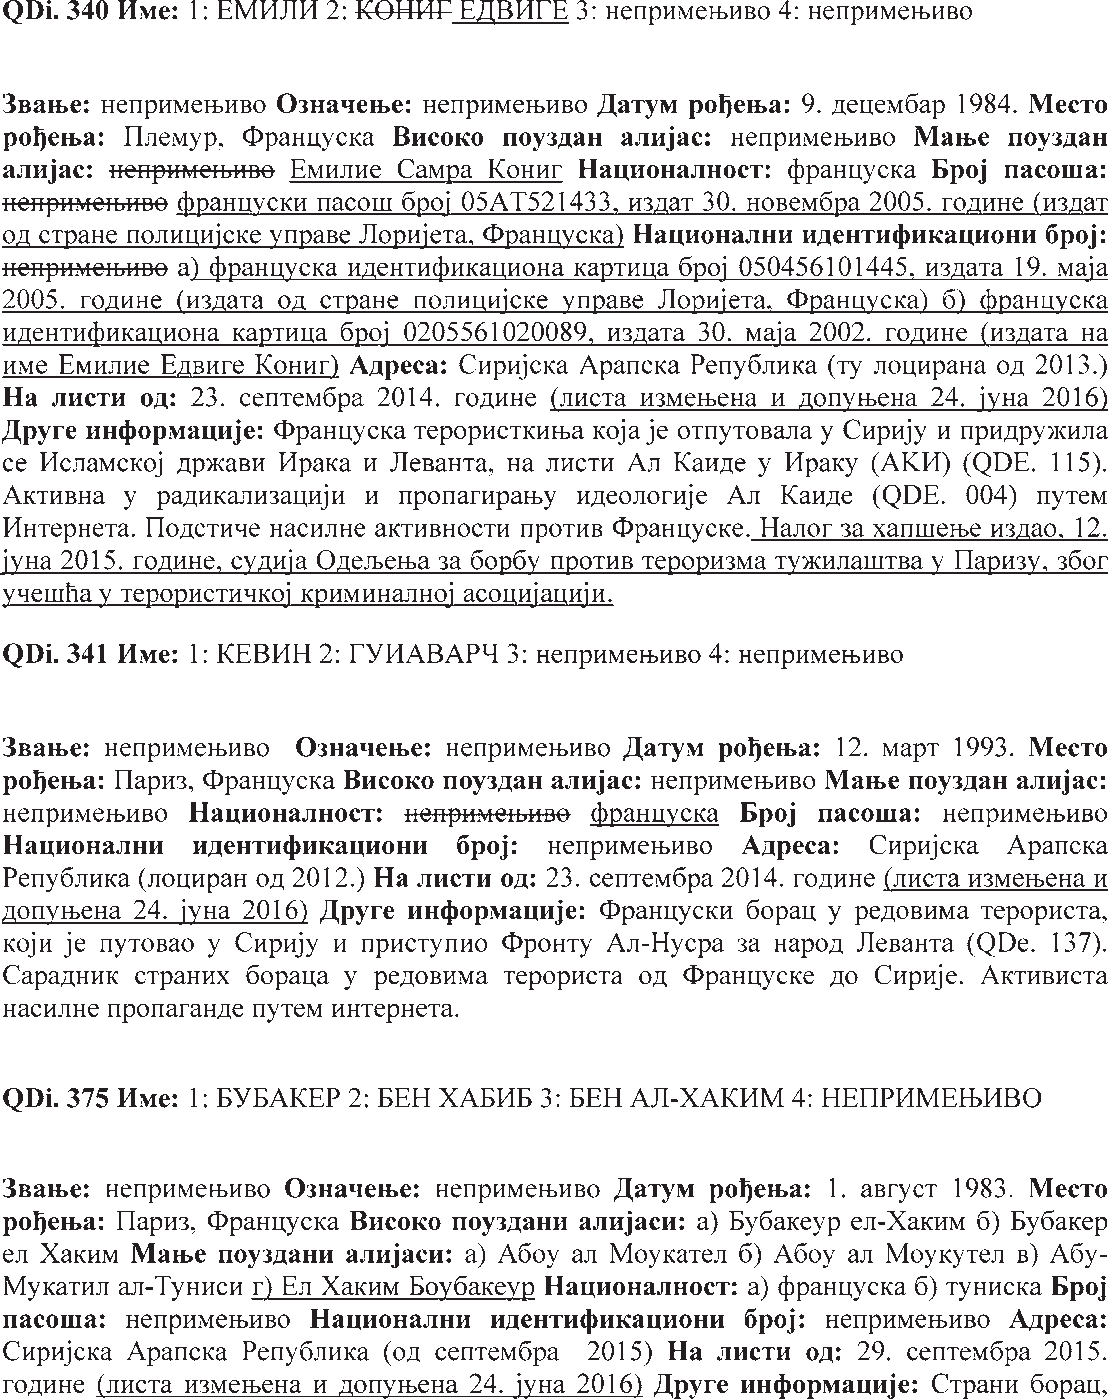 QDi. 340 Име: 1: ЕМИЛИ 2: КОНИГ ЕДВИГЕ 3: непримењиво 4: непримењиво
Звање: непримењиво Означење: непримењиво Датум рођења: 9. децембар 1984. Место
рођења: Племур, Француска Високо поуздан алијас: непримењиво Мање поуздан
алијас: непримењиво Емилие Самра Кониг Националност: француска Број пасоша:
непримењиво француски пасош број 05АТ521433, издат 30. новембра 2005. године (издат
од стране полицијске управе Лоријета, Француска) Национални идентификациони број:
непримењиво а) француска идентификациона картица број 050456101445, издата 19. маја
2005. године (издата од стране полицијске управе Лоријета, Француска) б) француска
идентификациона картица број 0205561020089, издата 30. маја 2002. године (издата на
име Емилие Едвиге Кониг) Адреса: Сиријска Арапска Република (ту лоцирана од 2013.)
На листи од: 23. септембра 2014. године (листа измењена и допуњена 24. јуна 2016)
Друге информације: Француска терористкиња која је отпутовала у Сирију и придружила
се Исламској држави Ирака и Леванта, на листи Ал Каиде у Ираку (АКИ) (QDE. 115).
Активна у радикализацији и пропагирању идеологије Ал Каиде (QDE. 004) путем
Интернета. Подстиче насилне активности против Француске. Налог за хапшење издао, 12.
јуна 2015. године, судија Одељења за борбу против тероризма тужилаштва у Паризу, због
учешћа у терористичкој криминалној асоцијацији.
QDi. 341 Име: 1: КЕВИН 2: ГУИАВАРЧ 3: непримењиво 4: непримењиво
Звање: непримењиво Означење: непримењиво Датум рођења: 12. март 1993. Место
рођења: Париз, Француска Високо поуздан алијас: непримењиво Мање поуздан алијас:
непримењиво Националност: непримењиво француска Број пасоша: непримењиво
Национални идентификациони број: непримењиво Адреса: Сиријска Арапска
Република (лоциран од 2012.) На листи од: 23. септембра 2014. године (листа измењена и
допуњена 24. јуна 2016) Друге информације: Француски борац у редовима терориста,
који је путовао у Сирију и приступио Фронту Ал-Нусра за народ Леванта (QDe. 137).
Сарадник страних бораца у редовима терориста од Француске до Сирије. Активиста
насилне пропаганде путем интернета.
QDi. 375 Име: 1: БУБАКЕР 2: БЕН ХАБИБ 3: БЕН АЛ-ХАКИМ 4: НЕПРИМЕЊИВО
Звање: непримењиво Означење: непримењиво Датум рођења: 1. август 1983. Место
рођења: Париз, Француска Високо поуздани алијаси: а) Бубакеур ел-Хаким б) Бубакер
ел Хаким Мање поуздани алијаси: а) Абоу ал Моукател б) Абоу ал Моукутел в) Абу-
Мукатил ал-Туниси г) Ел Хаким Боубакеур Националност: а) француска б) туниска Број
пасоша: непримењиво Национални идентификациони број: непримењиво Адреса:
Сиријска Арапска Република (од септембра 2015) На листи од: 29. септембра 2015.
године (листа измењена и допуњена 24. јуна 2016) Друге информације: Страни борац,